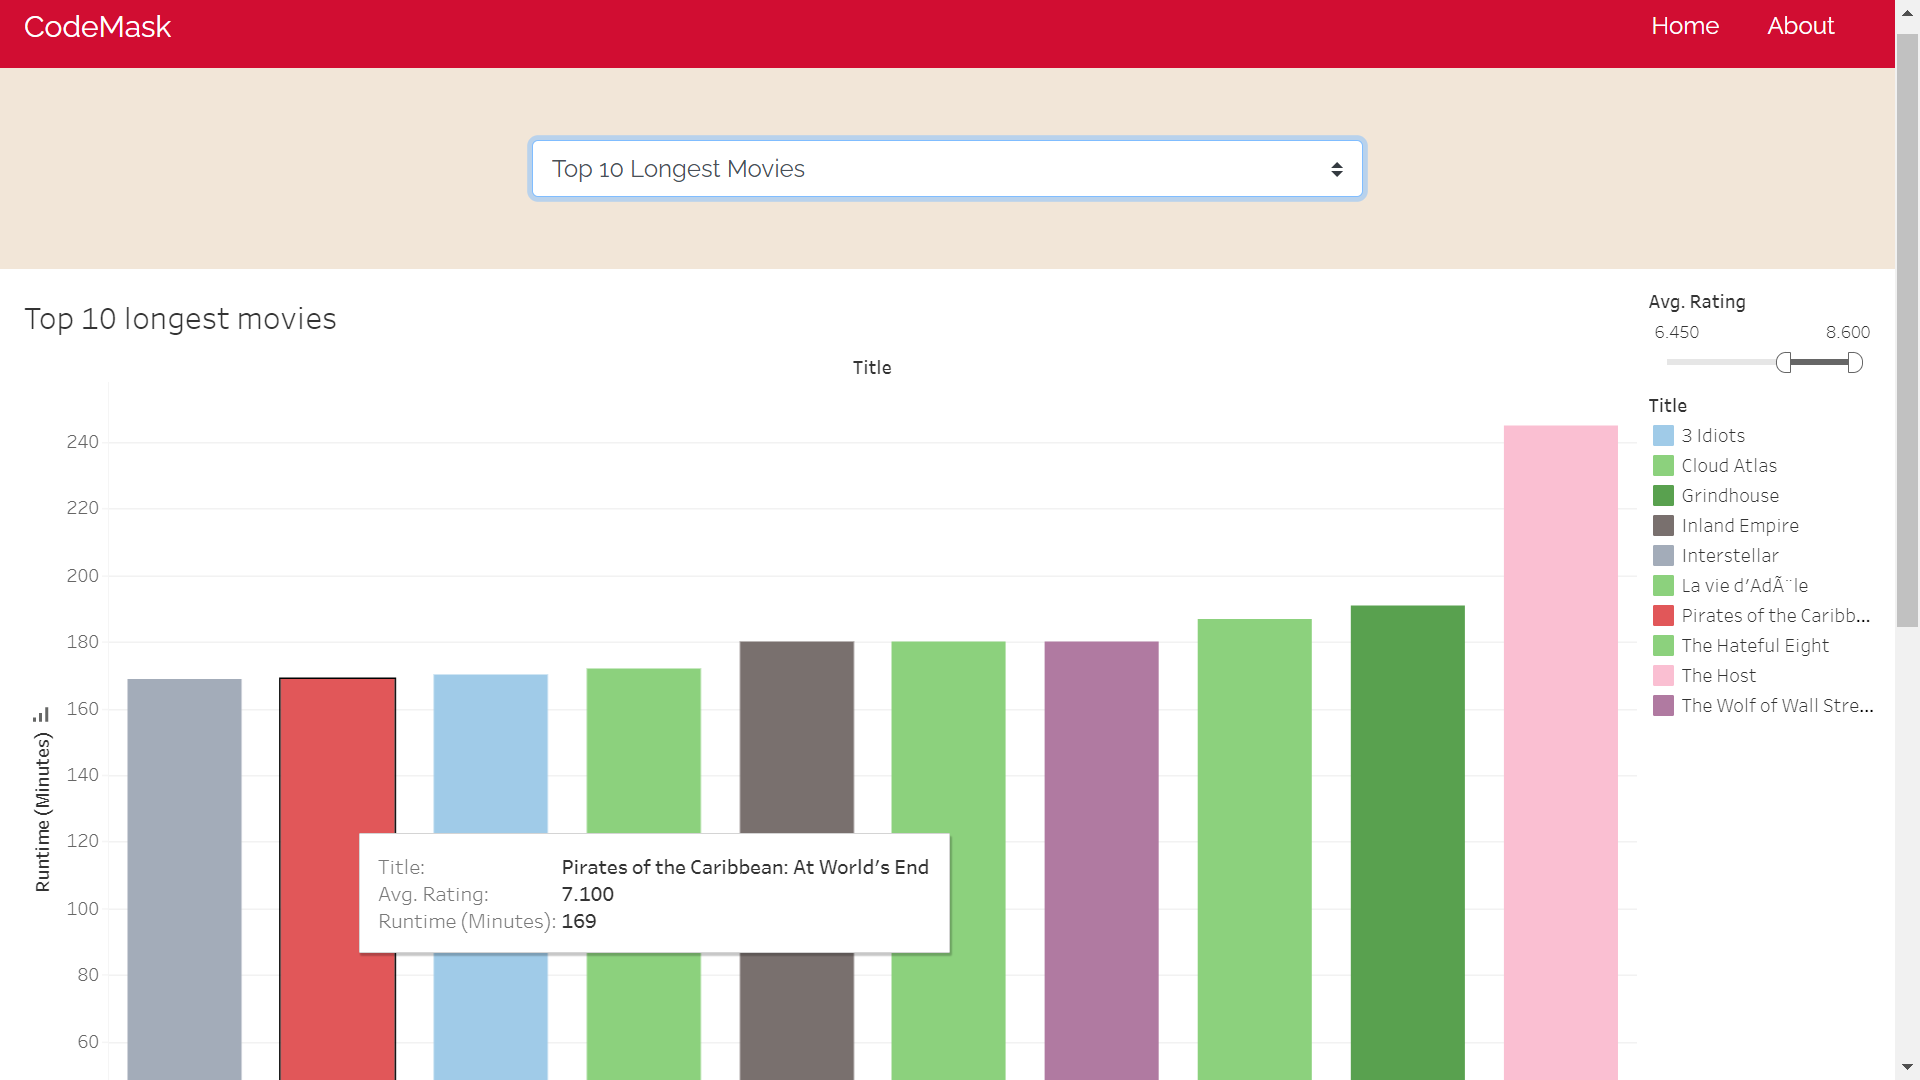 CodeMask
Home
About
Top 10 Longest Movies
Top 10 longest movies
Title
Avg. Rating
6.450
8.600
Title
3 Idiots
Cloud Atlas
Grindhouse
Inland Empire
Interstellar
La vie d'AdÃ¨le
Pirates of the Caribb...
The Hateful Eight
The Host
The Wolf of Wall Stre...
Runtime (Minutes)
240
220
200
180
160
140
120
100
80
60
Title: Pirates of the Caribbean: At World's End
Avg. Rating: 7.100
Runtime (Minutes): 169